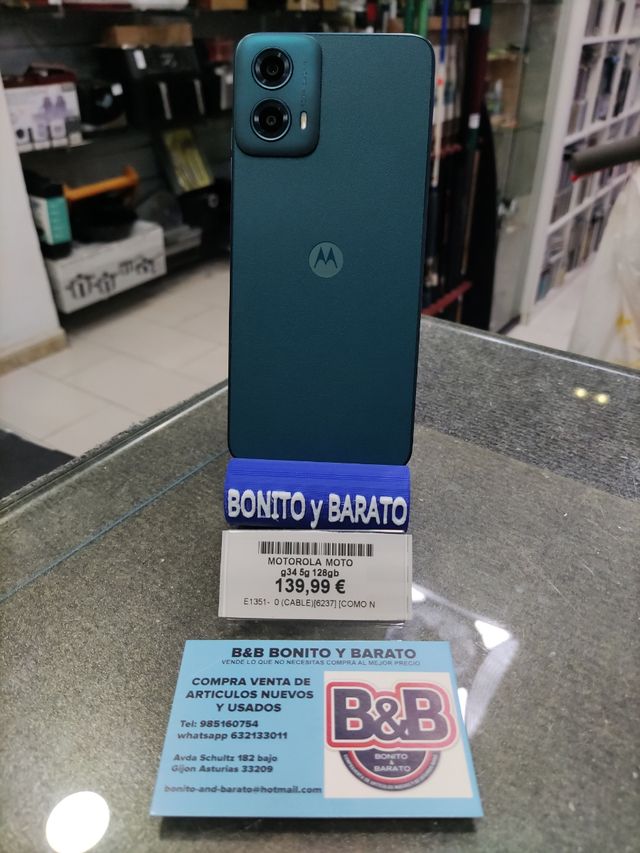 BONITO y BARATO
MOTOROLA MOTO
g34 5g 128gb
139,99 €
E1351- 0 (CABLE)[6237] [COMO N
B&B BONITO Y BARATO
VENDE LO QUE NO NECESITAS COMPRA AL MEJOR PRECIO
COMPRA VENTA DE
ARTICULOS NUEVOS
Y USADOS
Tel: 985160754
whatsapp 632133011
Avda Schultz 182 bajo
Gijon Asturias 33209
bonito-and-barato@hotmail.com
B&B
BONITO
&
BARATO